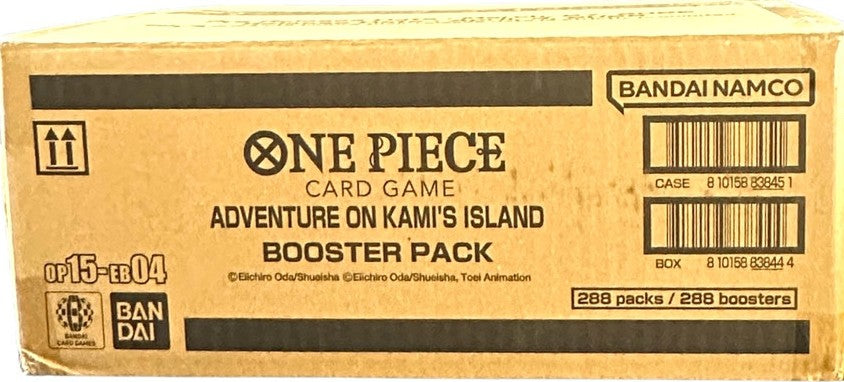 BANDAI NAMCO
ONE PIECE
CARD GAME
ADVENTURE ON KAMI'S ISLAND
BOOSTER PACK
©Eiichiro Oda/Shueisha ©Eiichiro Oda/Shueisha, Toei Animation
CASE 8 10158 83845 1
BOX 8 10158 83844 4
OP15-EB04
288 packs / 288 boosters
BANDAI
CARD GAMES
BAN
DAI